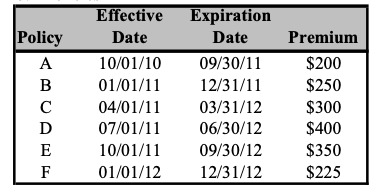 Effective Expiration
Policy Date Date Premium
A 10/01/10 09/30/11 $200
B 01/01/11 12/31/11 $250
C 04/01/11 03/31/12 $300
D 07/01/11 06/30/12 $400
E 10/01/11 09/30/12 $350
F 01/01/12 12/31/12 $225